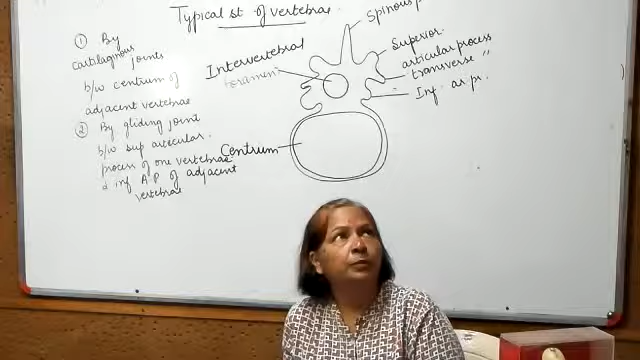 Typical st of vertebrae.
① By
cartilaginous
joints
b/w centrum of
adjacent vertebrae
② By gliding joint
b/w sup articular
process of one vertebrae
& inf A.P of adjacent
vertebrae
Intervertebral
foramen
Centrum
Spinous
Superior
articular process
transverse "
Inf. ar. pr.